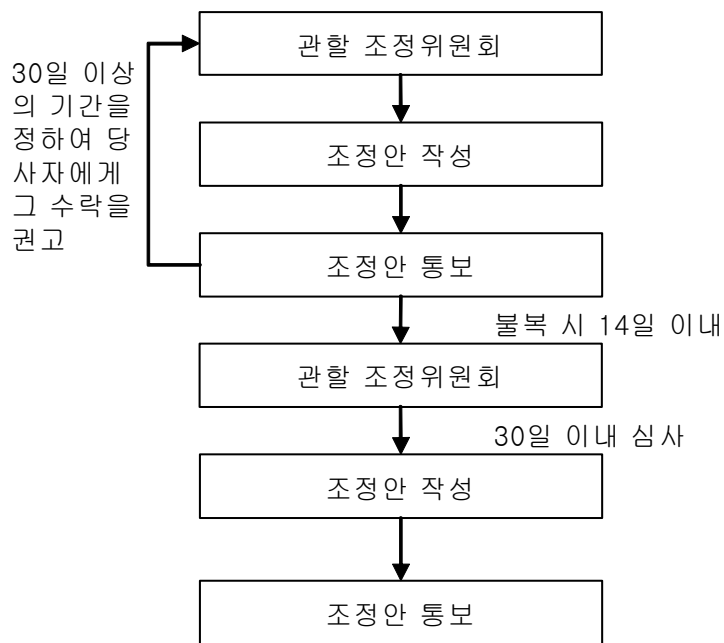 관할 조정위원회
30일 이상
의 기간을
정하여 당
사자에게
그 수락을
권고
조정안 작성
조정안 통보
불복 시 14일 이내
관할 조정위원회
30일 이내 심사
조정안 작성
조정안 통보